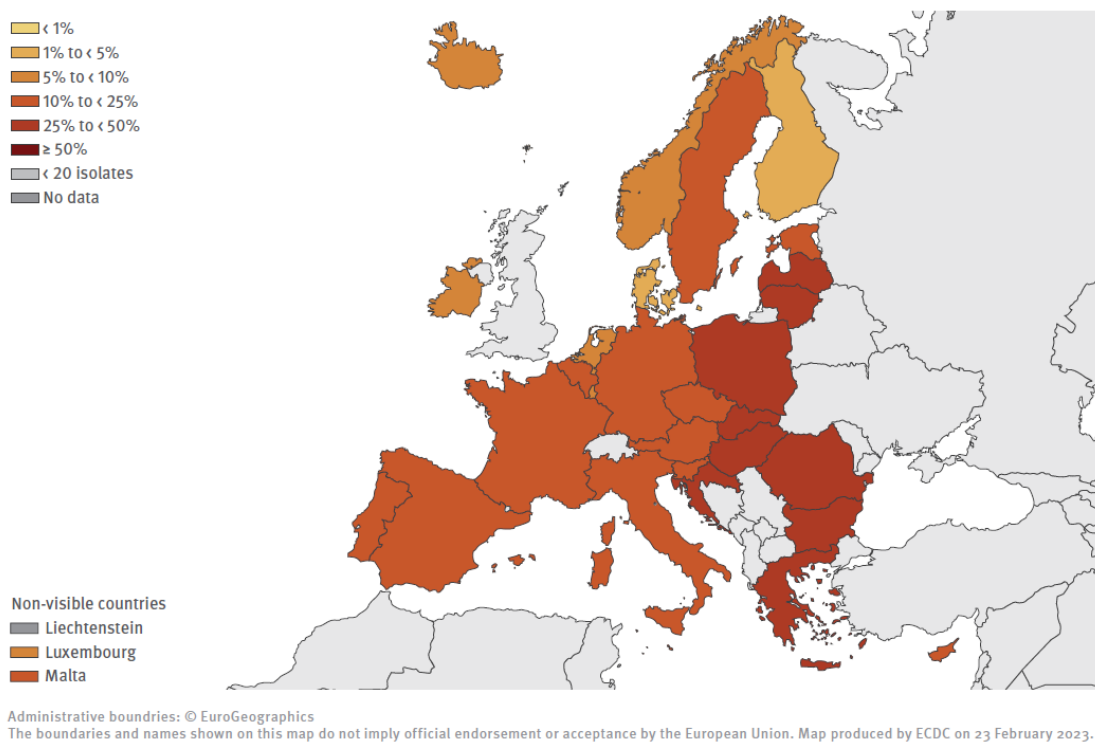 < 1%
1% to < 5%
5% to < 10%
10% to < 25%
25% to < 50%
≥ 50%
< 20 isolates
No data
Non-visible countries
Liechtenstein
Luxembourg
Malta
Administrative boundries: © EuroGeographics
The boundaries and names shown on this map do not imply official endorsement or acceptance by the European Union. Map produced by ECDC on 23 February 2023.